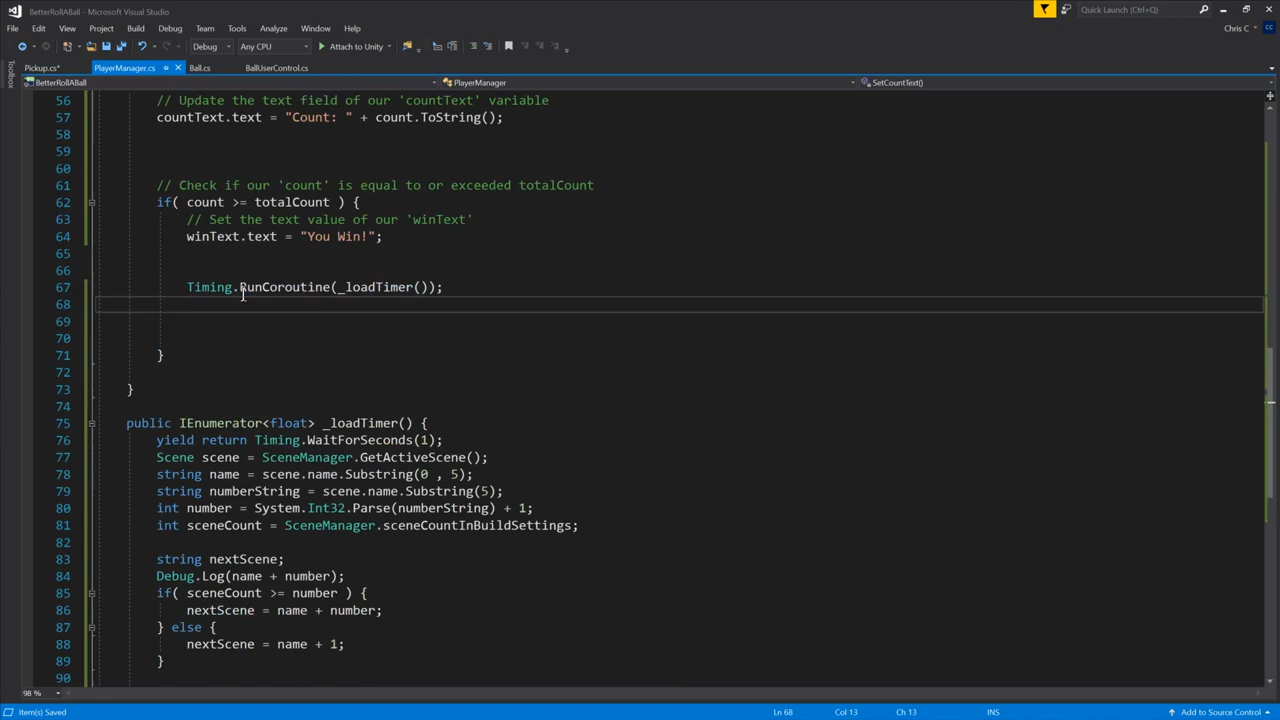 BetterRollABall - Microsoft Visual Studio
Quick Launch (Ctrl+Q)
File Edit View Project Build Debug Team Tools Analyze Window Help
Chris C
CC
Debug Any CPU Attach to Unity
Toolbox
Pickup.cs* PlayerManager.cs Ball.cs BallUserControl.cs
BetterRollABall PlayerManager SetCountText()
56 // Update the text field of our 'countText' variable
57 countText.text = "Count: " + count.ToString();
58
59
60
61 // Check if our 'count' is equal to or exceeded totalCount
62 if( count >= totalCount ) {
63 // Set the text value of our 'winText'
64 winText.text = "You Win!";
65
66
67 Timing.RunCoroutine(_loadTimer());
68
69
70
71 }
72
73 }
74
75 public IEnumerator<float> _loadTimer() {
76 yield return Timing.WaitForSeconds(1);
77 Scene scene = SceneManager.GetActiveScene();
78 string name = scene.name.Substring(0 , 5);
79 string numberString = scene.name.Substring(5);
80 int number = System.Int32.Parse(numberString) + 1;
81 int sceneCount = SceneManager.sceneCountInBuildSettings;
82
83 string nextScene;
84 Debug.Log(name + number);
85 if( sceneCount >= number ) {
86 nextScene = name + number;
87 } else {
88 nextScene = name + 1;
89 }
90
98 %
Item(s) Saved Ln 68 Col 13 Ch 13 INS Add to Source Control